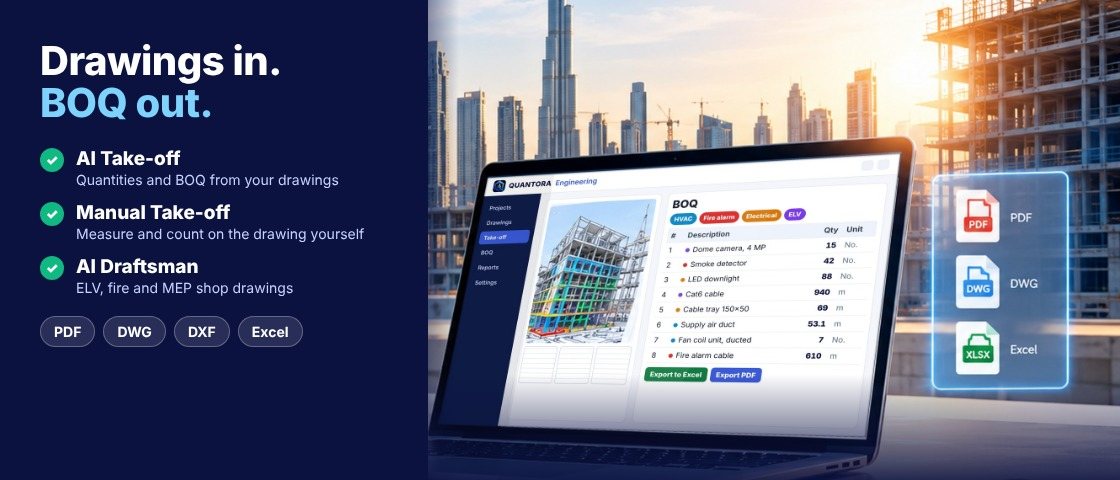 Drawings in.
BOQ out.
AI Take-off
Quantities and BOQ from your drawings
Manual Take-off
Measure and count on the drawing yourself
AI Draftsman
ELV, fire and MEP shop drawings
PDF DWG DXF Excel
QUANTORA Engineering
Projects
Drawings
Take-off
BOQ
Reports
Settings
BOQ
HVAC Fire alarm Electrical ELV
# Description Qty Unit
1 Dome camera, 4 MP 15 No.
2 Smoke detector 42 No.
3 LED downlight 88 No.
4 Cat6 cable 940 m
5 Cable tray 150×50 69 m
6 Supply air duct 53.1 m
7 Fan coil unit, ducted 7 No.
8 Fire alarm cable 610 m
Export to Excel Export PDF
PDF PDF
DWG DWG
XLSX Excel